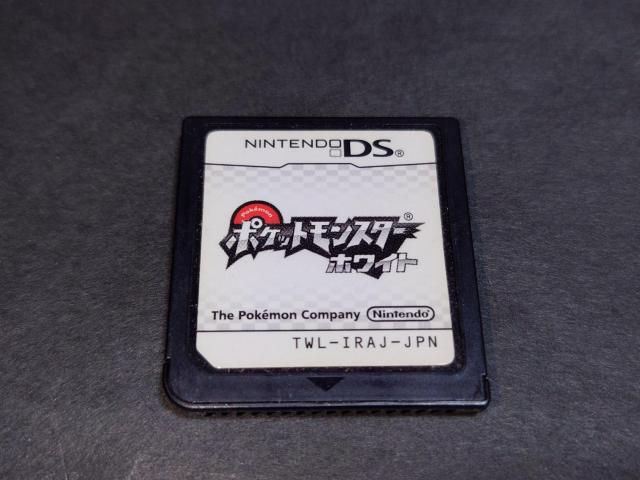 NINTENDO DS®
Pokémon
ポケットモンスター®
ホワイト
The Pokémon Company Nintendo
TWL-IRAJ-JPN